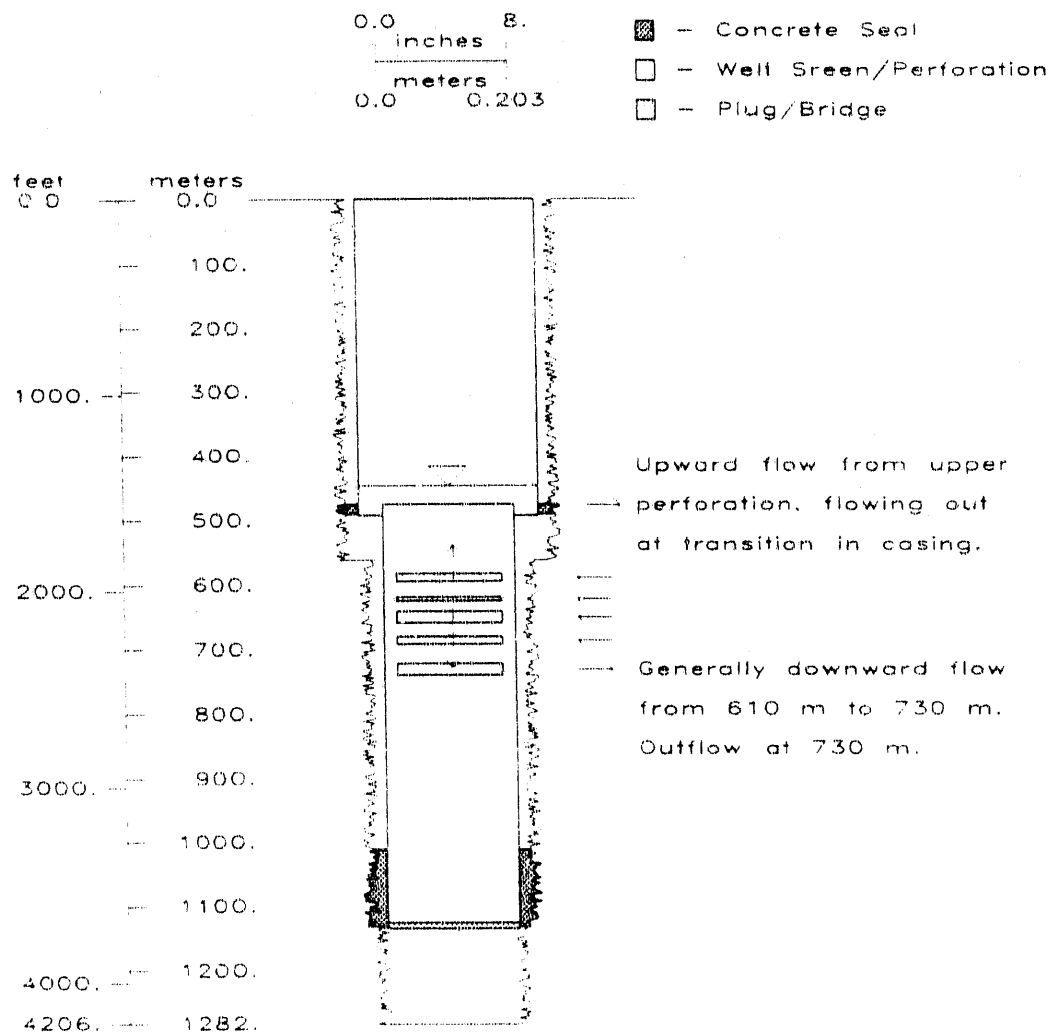 0.0 8.
inches
meters
0.0 0.203
- Concrete Seal
- Well Sreen/Perforation
- Plug/Bridge
feet meters
0.0 0.0
100.
200.
1000. 300.
400.
500.
2000. 600.
700.
800.
3000. 900.
1000.
1100.
4000. 1200.
4206. 1282.
Upward flow from upper
perforation, flowing out
at transition in casing.
Generally downward flow
from 610 m to 730 m.
Outflow at 730 m.